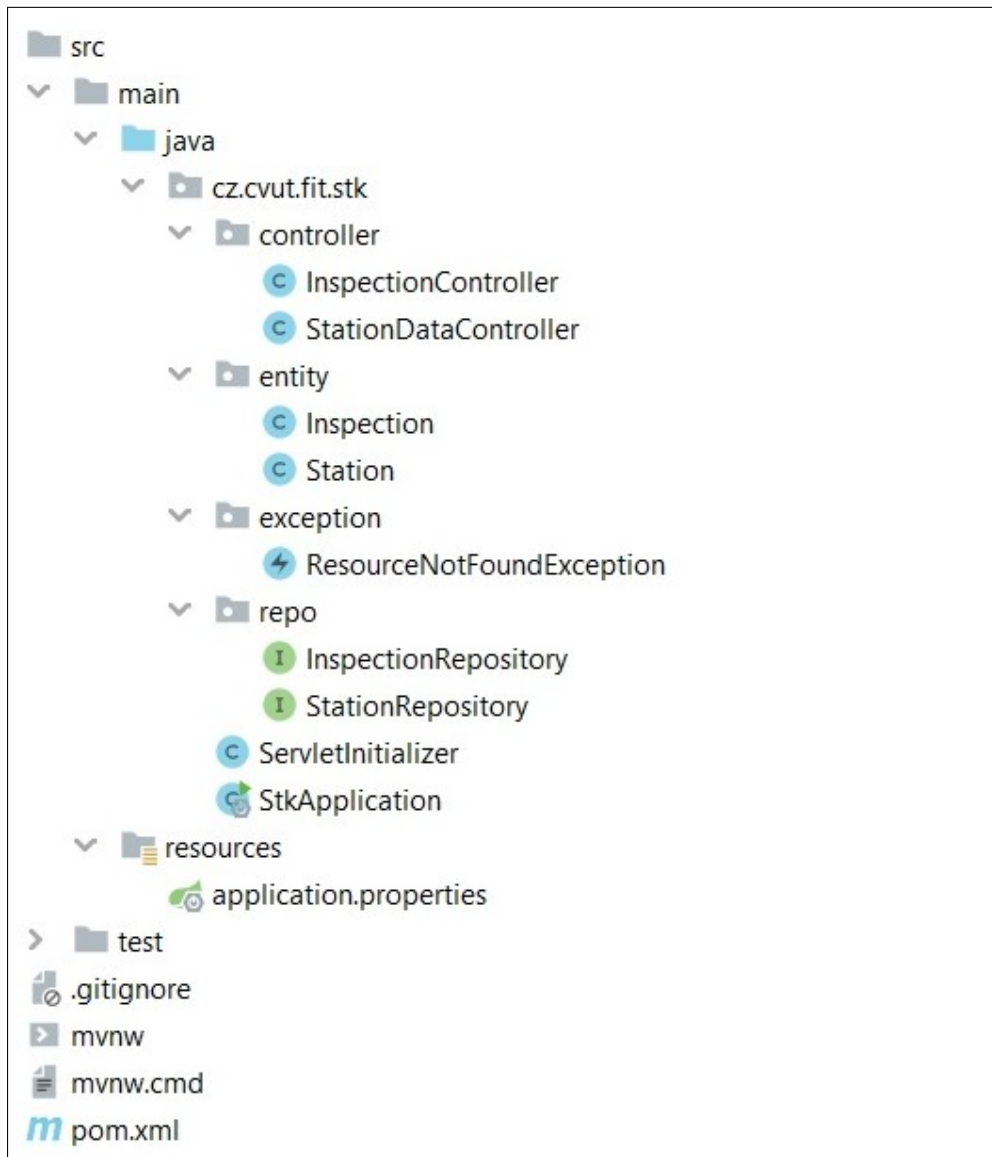 src
main
java
cz.cvut.fit.stk
controller
C InspectionController
C StationDataController
entity
C Inspection
C Station
exception
ResourceNotFoundException
repo
I InspectionRepository
I StationRepository
C ServletInitializer
C StkApplication
resources
application.properties
test
.gitignore
mvnw
mvnw.cmd
m pom.xml